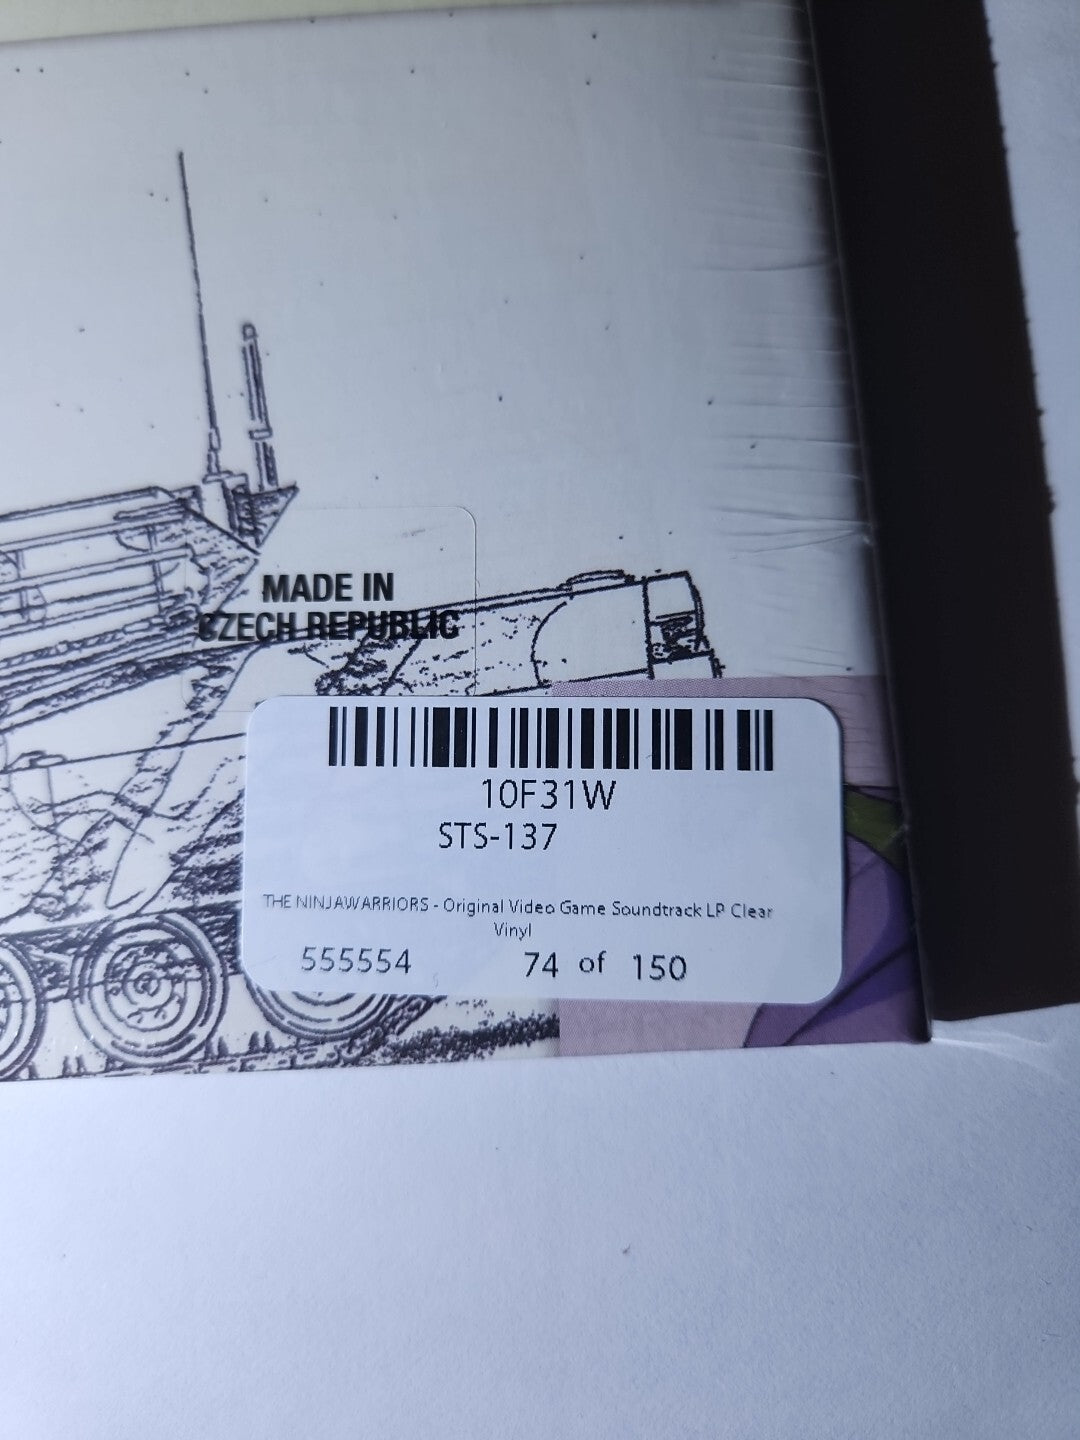 MADE IN
CZECH REPUBLIC
10F31W
STS-137
THE NINJAWARRIORS - Original Video Game Soundtrack LP Clear
Vinyl
555554 74 of 150